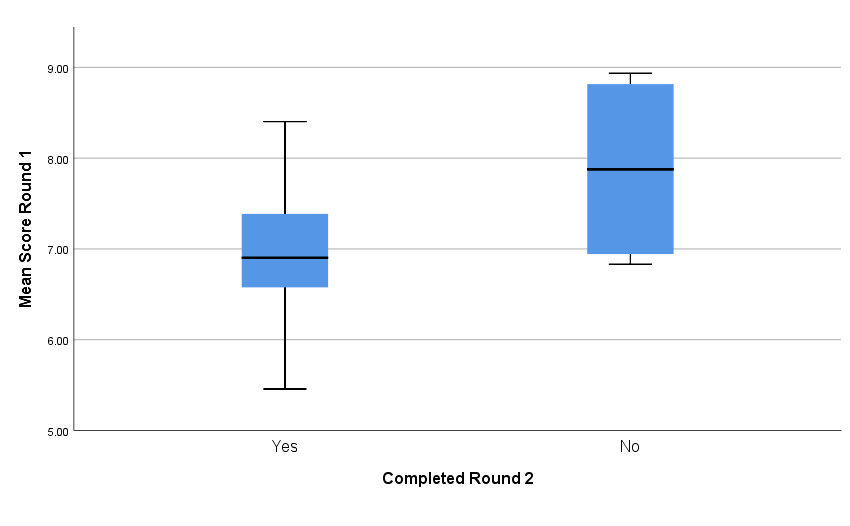 9.00
8.00
7.00
6.00
5.00
Mean Score Round 1
Yes
No
Completed Round 2